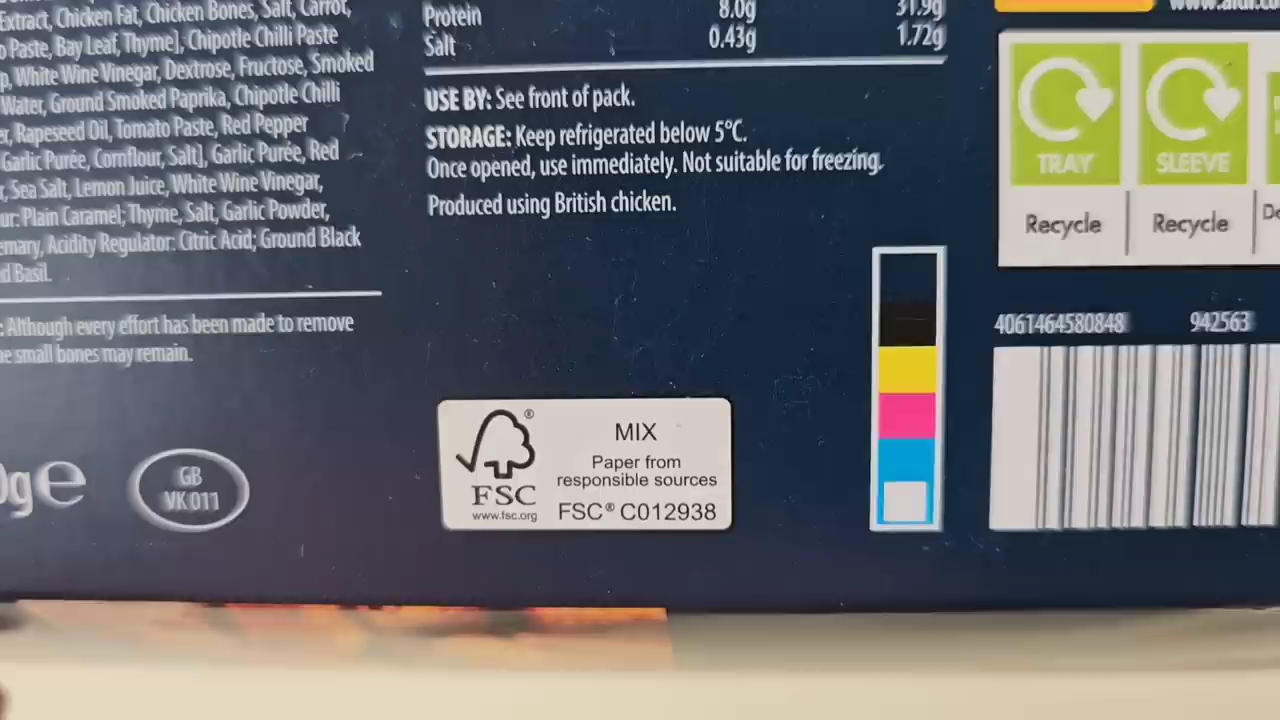 Extract, Chicken Fat, Chicken Bones, Salt, Carrot,
Paste, Bay Leaf, Thyme], Chipotle Chilli Paste
White Wine Vinegar, Dextrose, Fructose, Smoked
Water, Ground Smoked Paprika, Chipotle Chilli
Rapeseed Oil, Tomato Paste, Red Pepper
Garlic Purée, Cornflour, Salt], Garlic Purée, Red
Sea Salt, Lemon Juice, White Wine Vinegar,
Plain Caramel; Thyme, Salt, Garlic Powder,
Acidity Regulator: Citric Acid; Ground Black
Basil.
: Although every effort has been made to remove
small bones may remain.
ge
GB
VK 011
Protein 8.0g 31.9g
Salt 0.43g 1.72g
USE BY: See front of pack.
STORAGE: Keep refrigerated below 5°C.
Once opened, use immediately. Not suitable for freezing.
Produced using British chicken.
FSC®
www.fsc.org
MIX
Paper from
responsible sources
FSC® C012938
TRAY SLEEVE
Recycle Recycle
4061464580848 942563